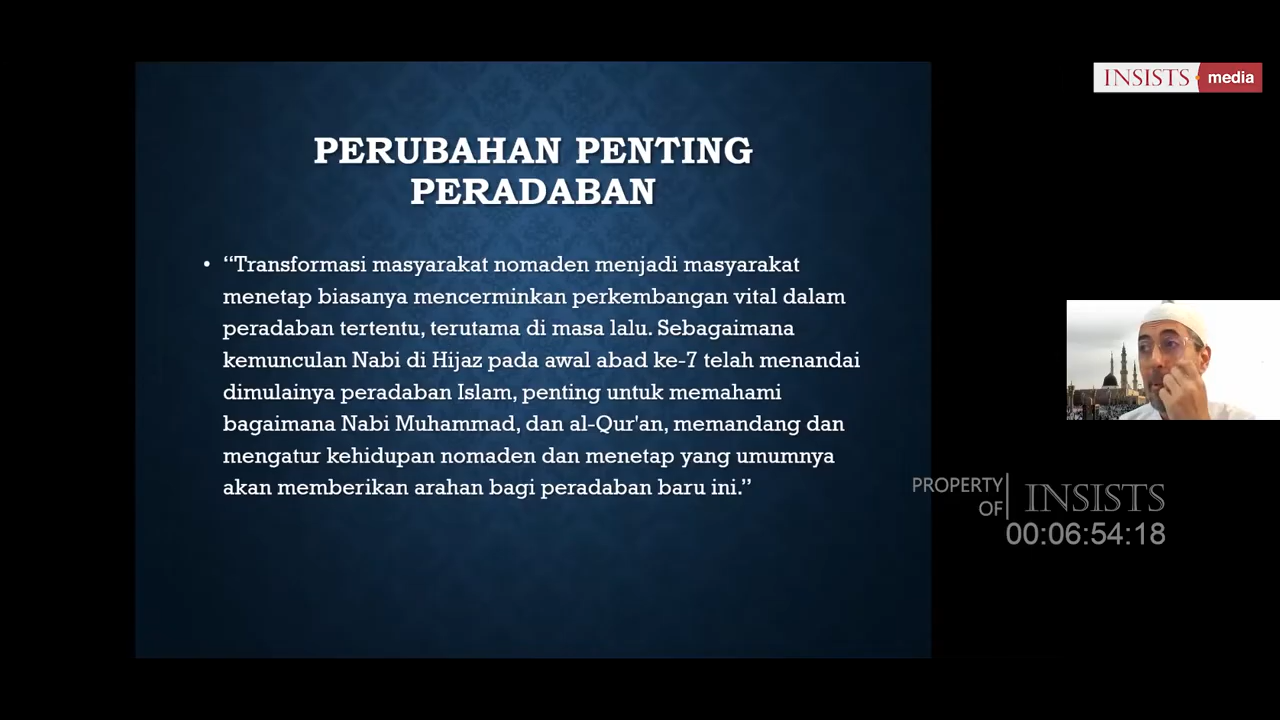 INSISTS media
PERUBAHAN PENTING
PERADABAN
• “Transformasi masyarakat nomaden menjadi masyarakat
menetap biasanya mencerminkan perkembangan vital dalam
peradaban tertentu, terutama di masa lalu. Sebagaimana
kemunculan Nabi di Hijaz pada awal abad ke-7 telah menandai
dimulainya peradaban Islam, penting untuk memahami
bagaimana Nabi Muhammad, dan al-Qur'an, memandang dan
mengatur kehidupan nomaden dan menetap yang umumnya
akan memberikan arahan bagi peradaban baru ini.”
PROPERTY
OF
INSISTS
00:06:54:18